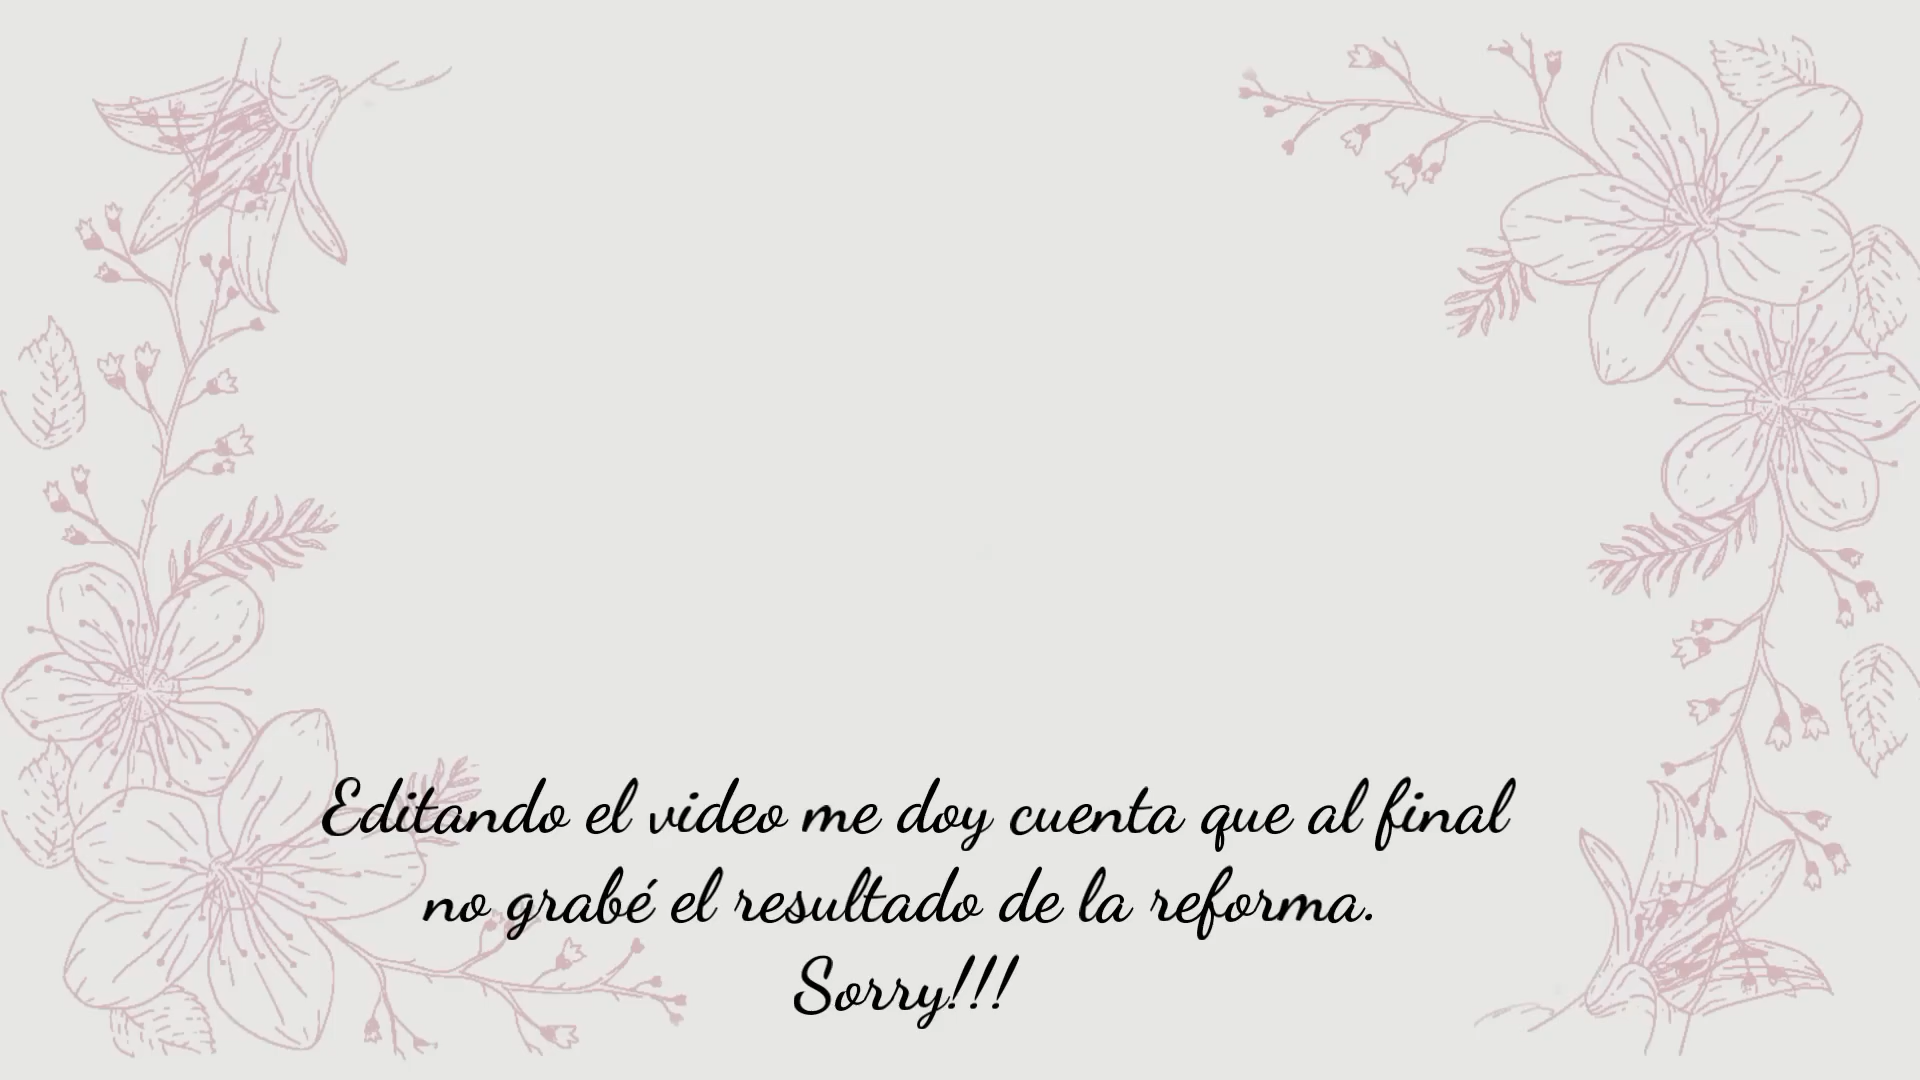 Editando el video me doy cuenta que al final
no grabé el resultado de la reforma.
Sorry!!!